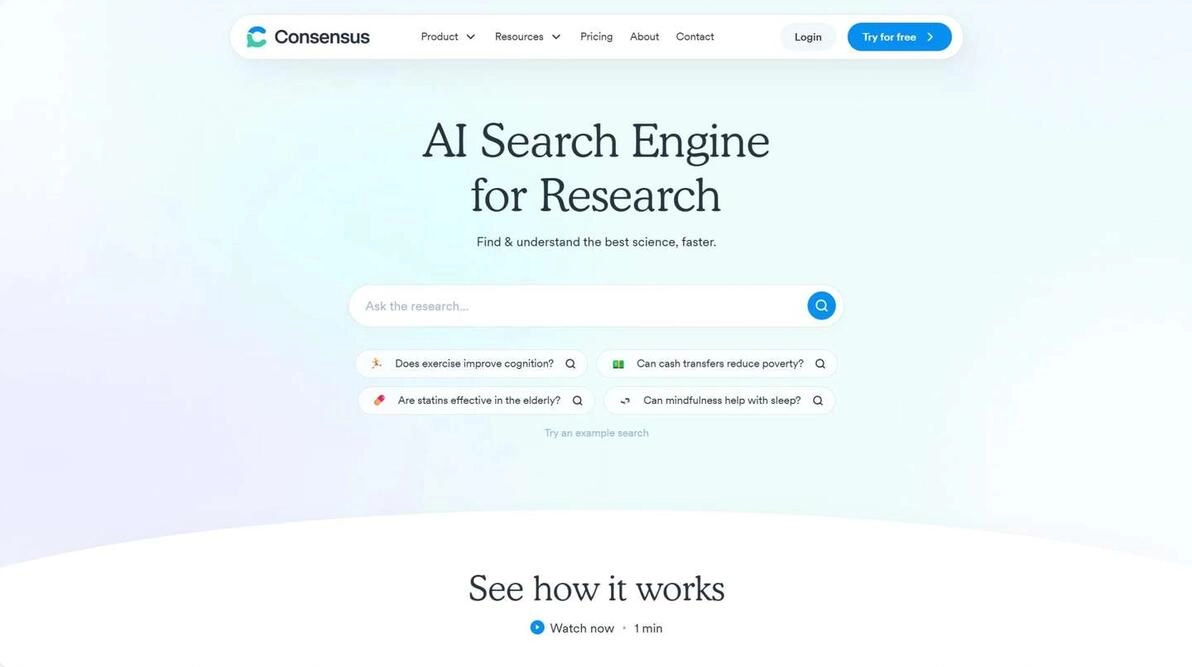 Consensus
Product
Resources
Pricing
About
Contact
Login
Try for free
AI Search Engine
for Research
Find & understand the best science, faster.
Ask the research...
Does exercise improve cognition?
Can cash transfers reduce poverty?
Are statins effective in the elderly?
Can mindfulness help with sleep?
Try an example search
See how it works
Watch now • 1 min